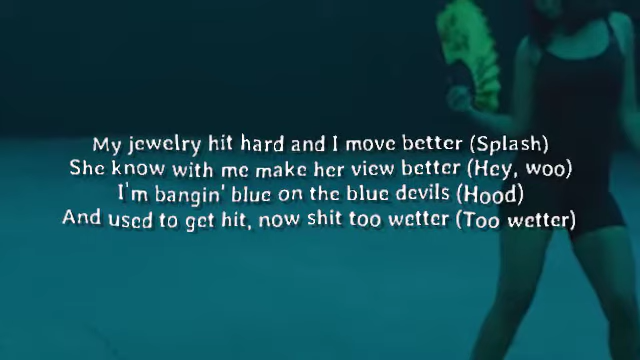 My jewelry hit hard and I move better (Splash)
She know with me make her view better (Hey, woo)
I'm bangin' blue on the blue devils (Hood)
And used to get hit, now shit too wetter (Too wetter)